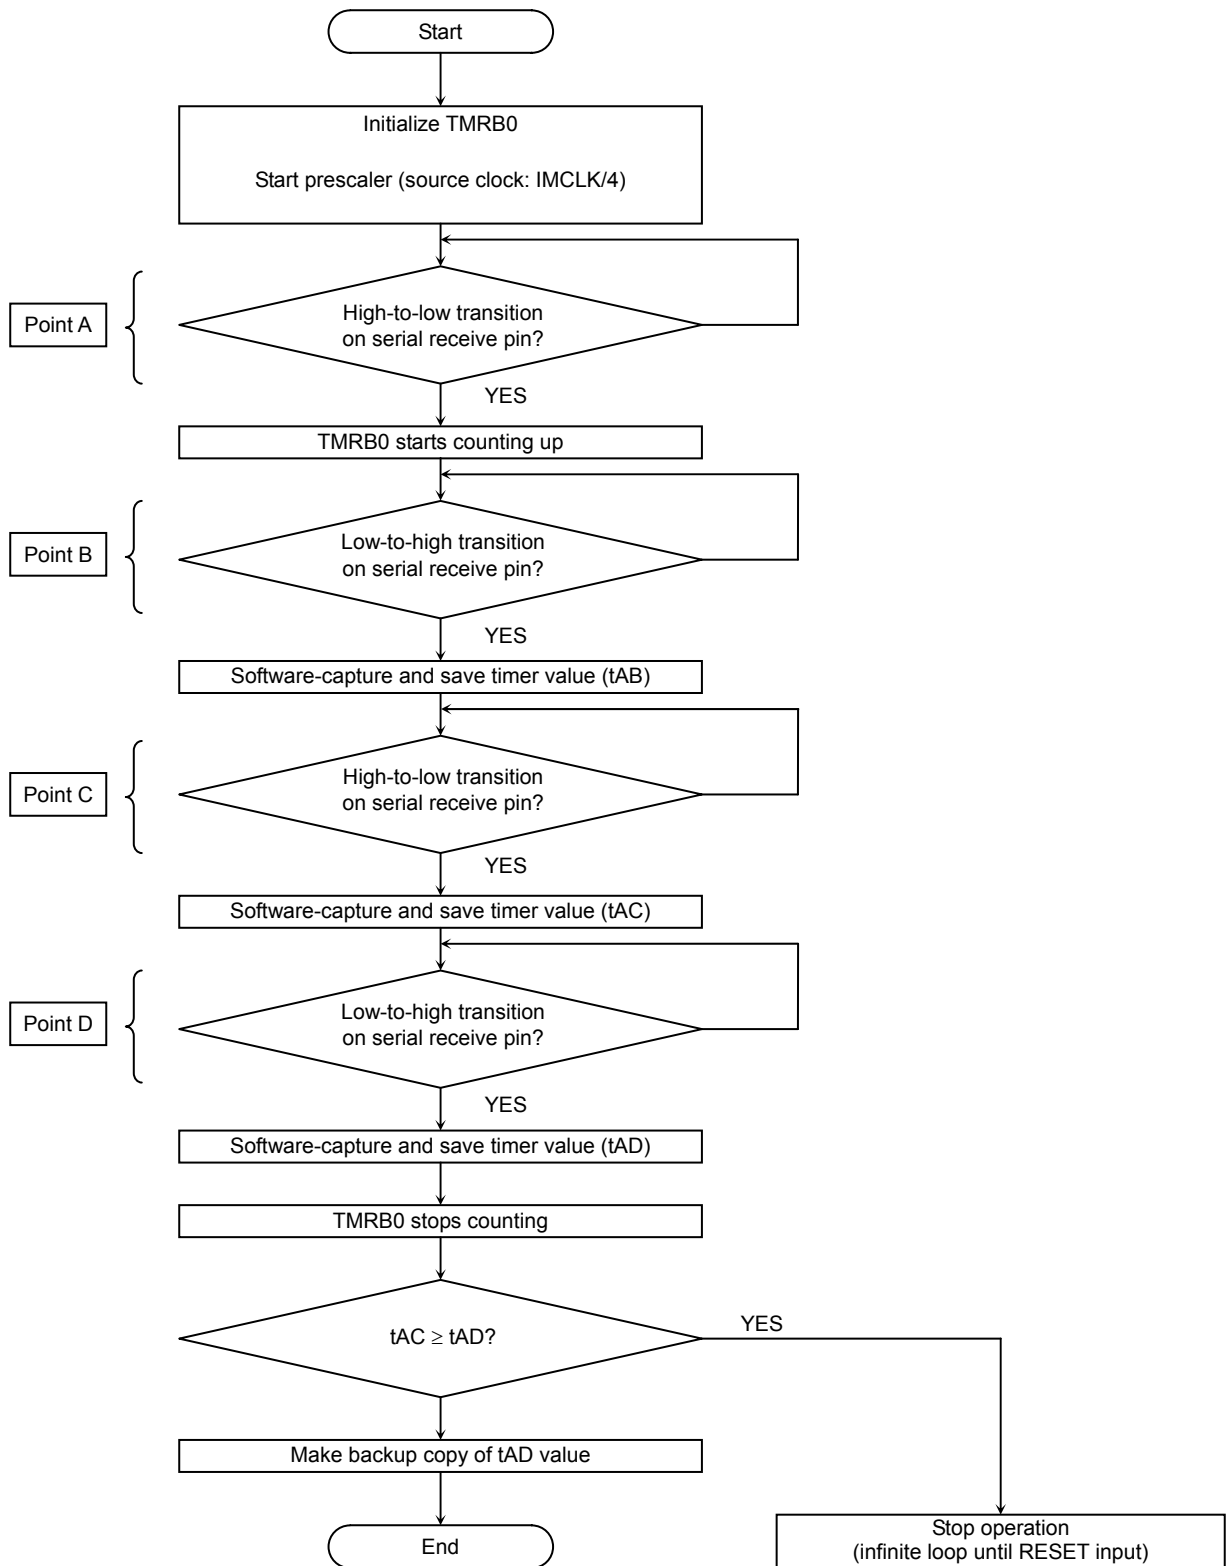 Start
Initialize TMRB0
Start prescaler (source clock: IMCLK/4)
Point A
High-to-low transition
on serial receive pin?
YES
TMRB0 starts counting up
Point B
Low-to-high transition
on serial receive pin?
YES
Software-capture and save timer value (tAB)
Point C
High-to-low transition
on serial receive pin?
YES
Software-capture and save timer value (tAC)
Point D
Low-to-high transition
on serial receive pin?
YES
Software-capture and save timer value (tAD)
TMRB0 stops counting
tAC ≥ tAD?
YES
Make backup copy of tAD value
End
Stop operation
(infinite loop until RESET input)